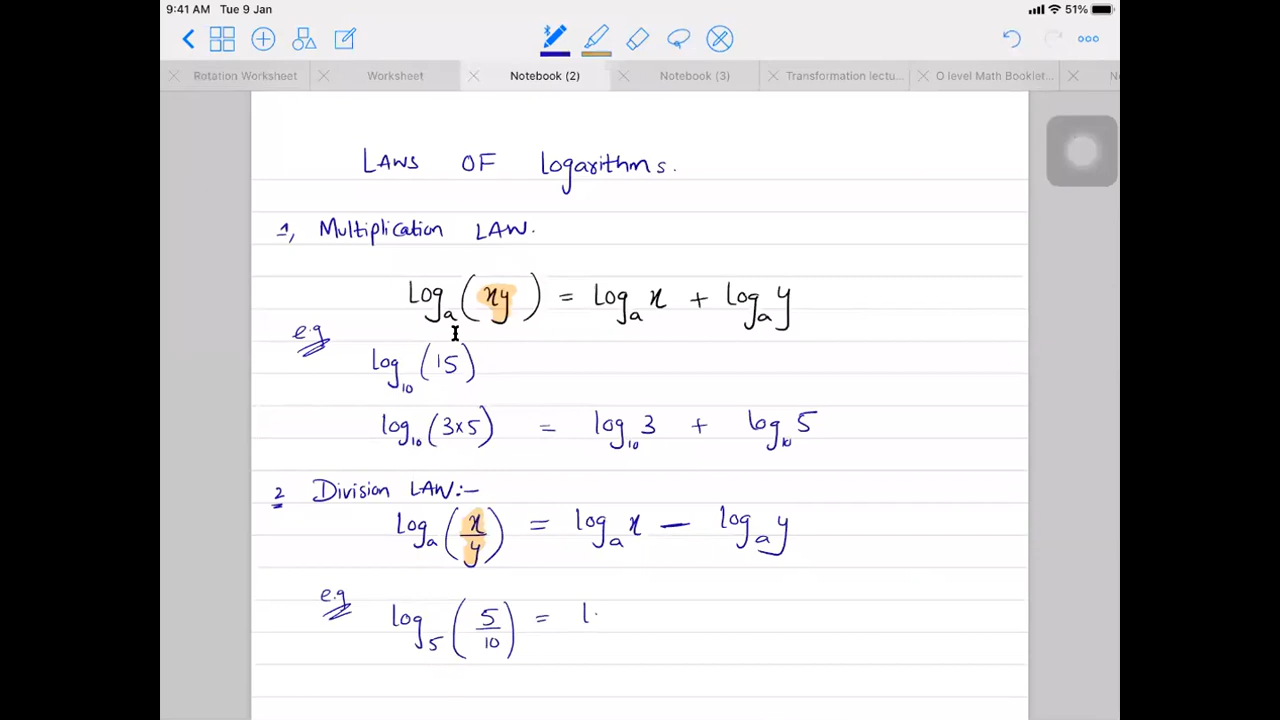 9:41 AM Tue 9 Jan 51%
Rotation Worksheet Worksheet Notebook (2) Notebook (3) Transformation lectu... O level Math Booklet...
LAWS OF Logarithms.
1, Multiplication LAW.
Log_a (xy) = log_a x + log_a y
e.g
log_10 (15)
log_10 (3×5) = log_10 3 + log_10 5
2 Division LAW:-
log_a (x/y) = log_a x - log_a y
e.g
log_5 (5/10) = l